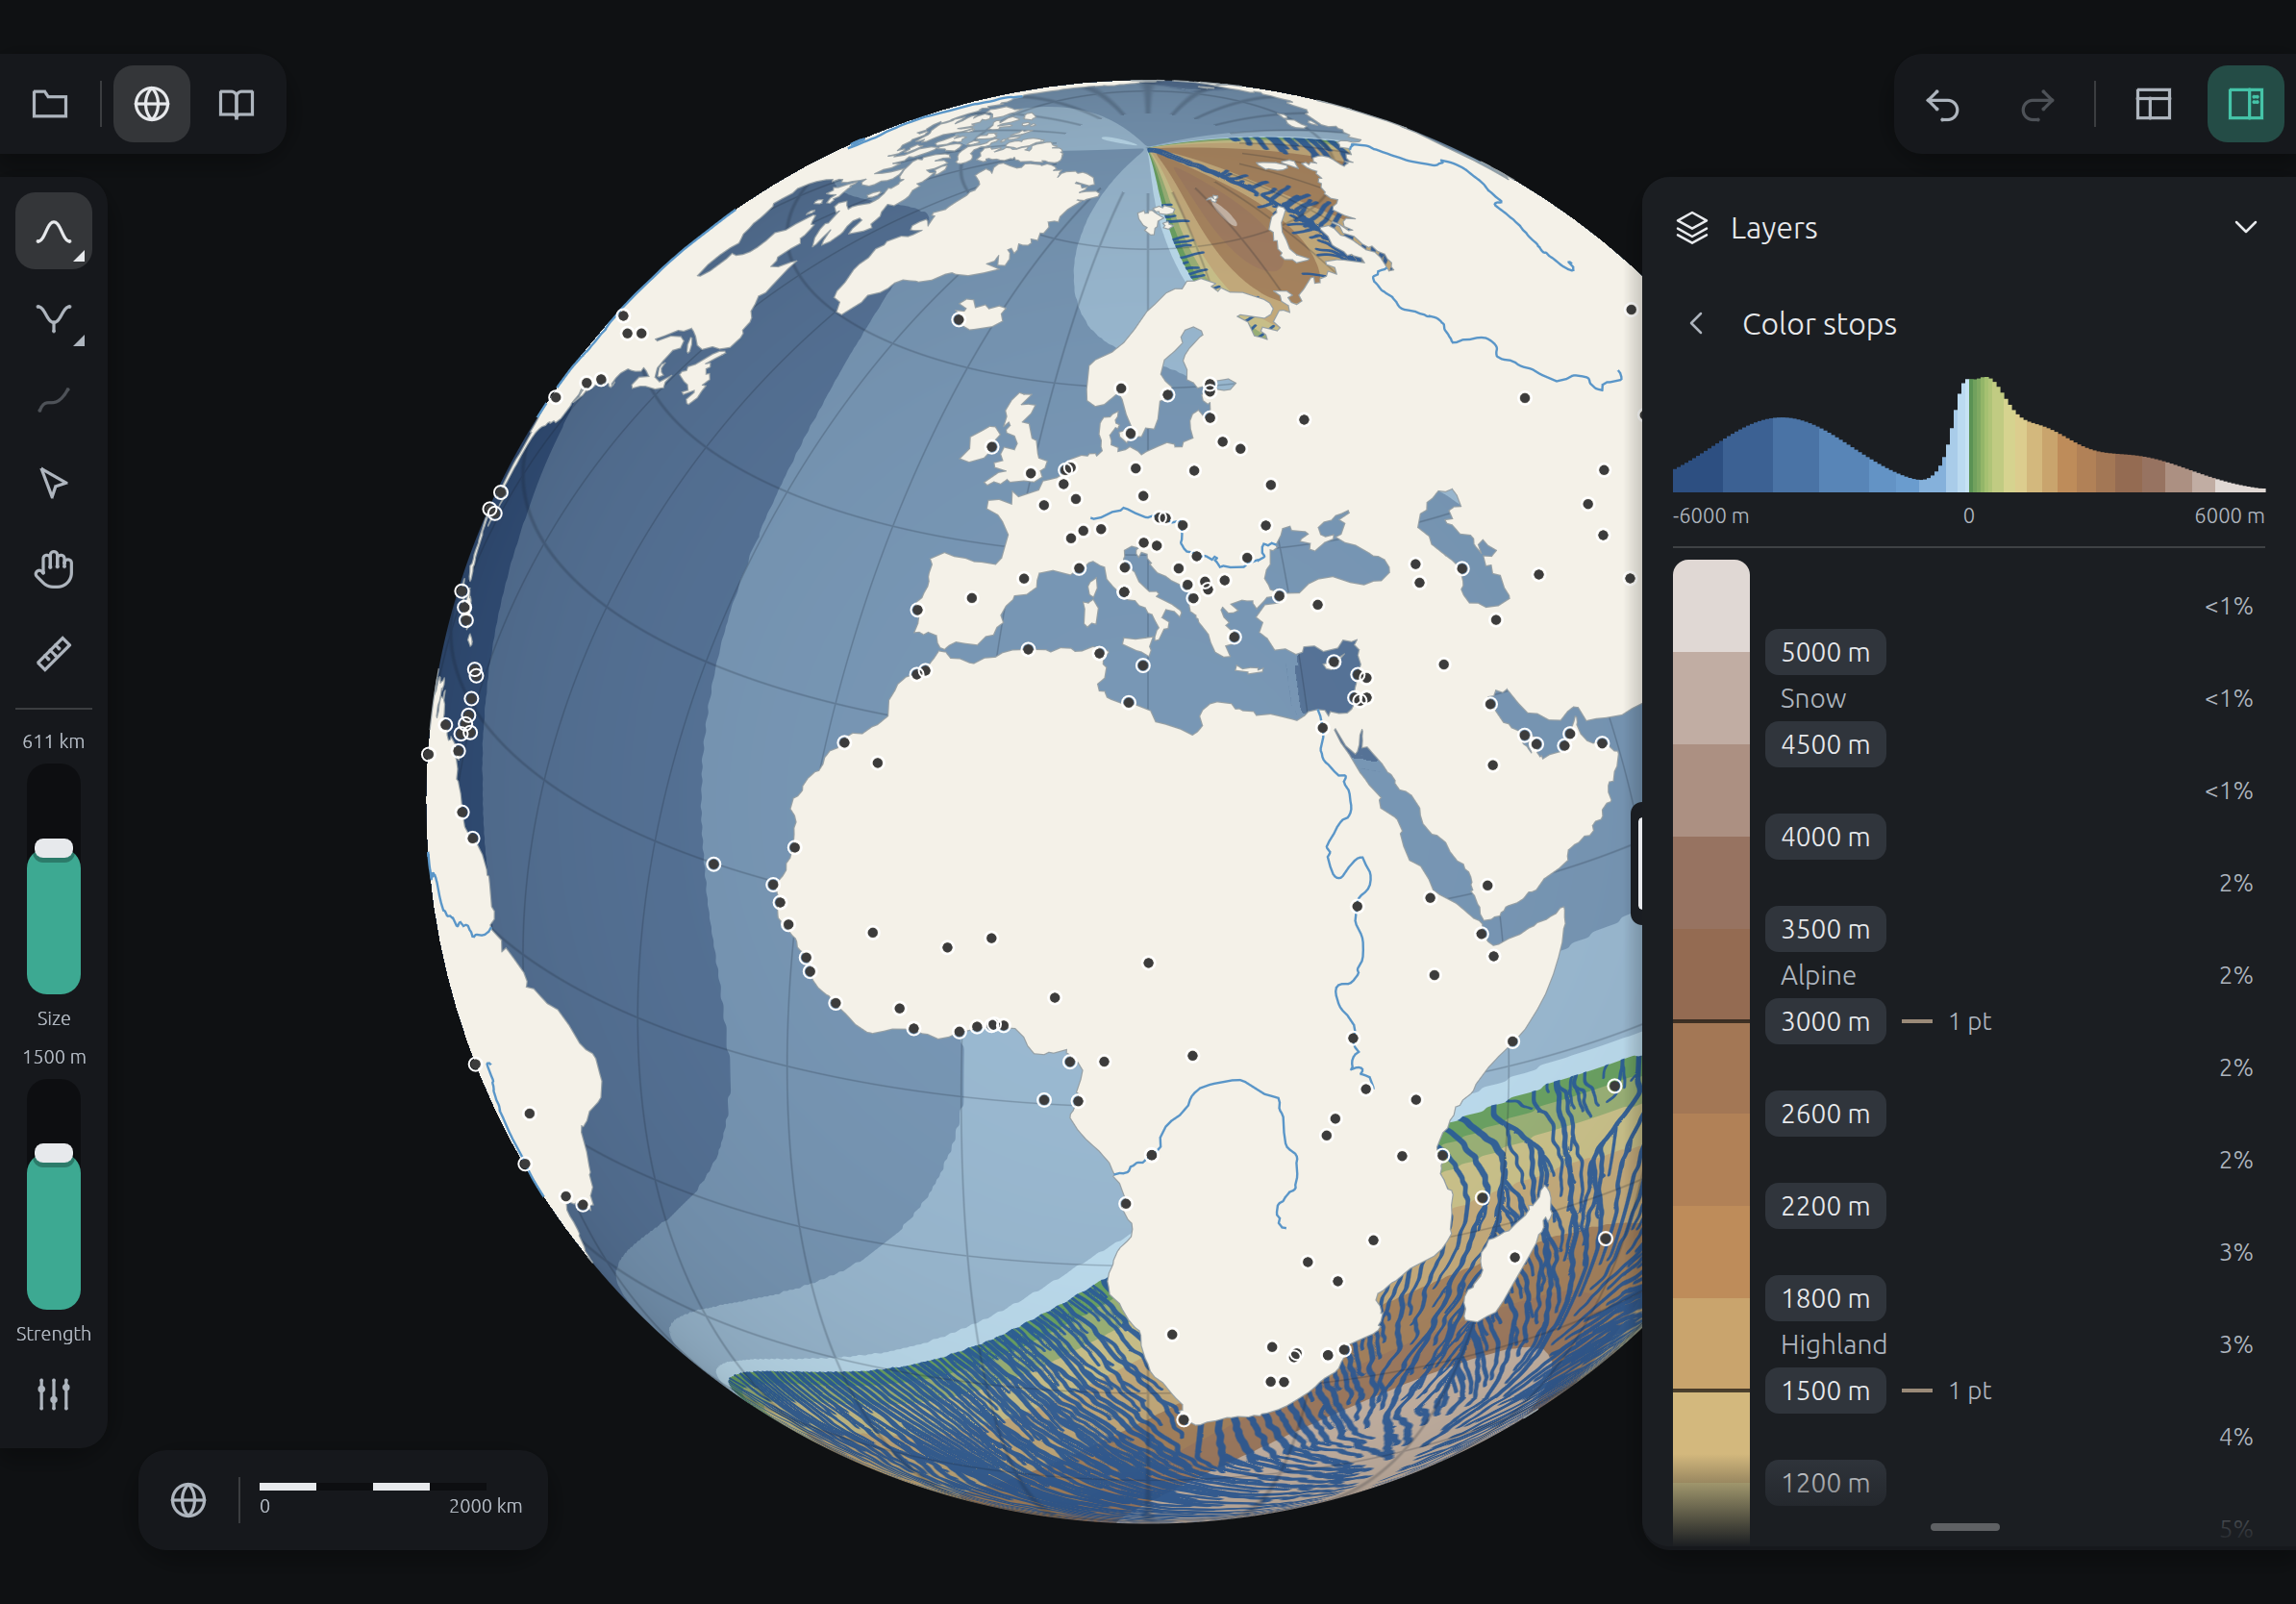 Layers
Color stops
-6000 m 0 6000 m
<1%
5000 m
Snow <1%
4500 m
<1%
4000 m
2%
3500 m
Alpine 2%
3000 m 1 pt
2%
2600 m
2%
2200 m
3%
1800 m
Highland 3%
1500 m 1 pt
4%
1200 m
5%
611 km
Size
1500 m
Strength
0 2000 km